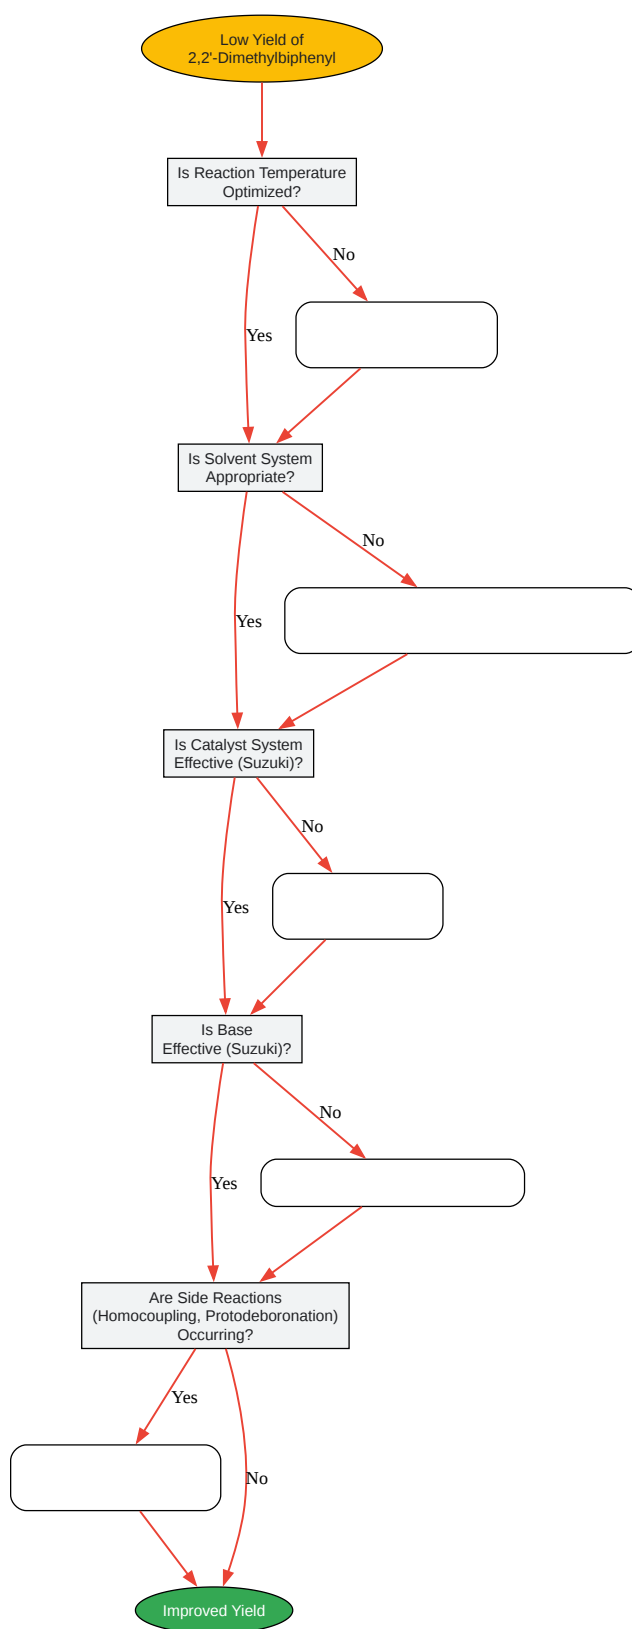 Low Yield of
2,2'-Dimethylbiphenyl
Is Reaction Temperature
Optimized?
No
Yes
Is Solvent System
Appropriate?
No
Yes
Is Catalyst System
Effective (Suzuki)?
No
Yes
Is Base
Effective (Suzuki)?
No
Yes
Are Side Reactions
(Homocoupling, Protodeboronation)
Occurring?
Yes
No
Improved Yield